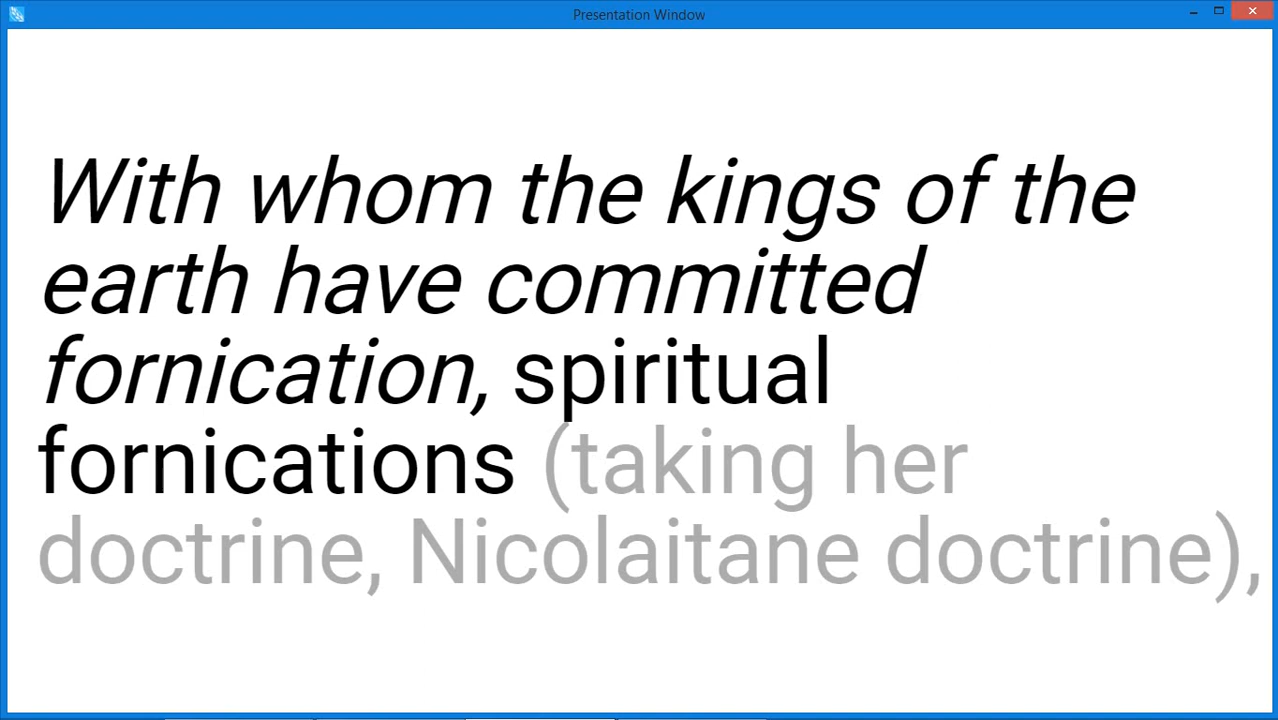 Presentation Window
With whom the kings of the
earth have committed
fornication, spiritual
fornications (taking her
doctrine, Nicolaitane doctrine),